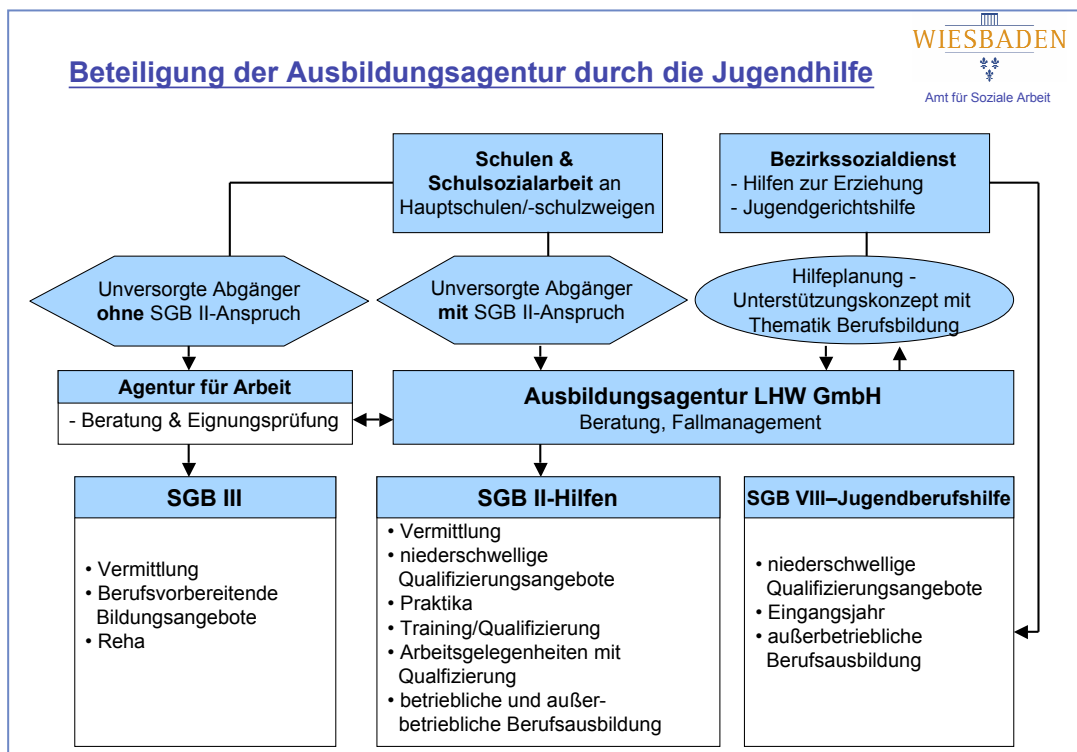 WIESBADEN
Amt für Soziale Arbeit
Beteiligung der Ausbildungsagentur durch die Jugendhilfe
Schulen &
Schulsozialarbeit an
Hauptschulen/-schulzweigen
Bezirkssozialdienst
- Hilfen zur Erziehung
- Jugendgerichtshilfe
Unversorgte Abgänger
ohne SGB II-Anspruch
Unversorgte Abgänger
mit SGB II-Anspruch
Hilfeplanung -
Unterstützungskonzept mit
Thematik Berufsbildung
Agentur für Arbeit
- Beratung & Eignungsprüfung
Ausbildungsagentur LHW GmbH
Beratung, Fallmanagement
SGB III
• Vermittlung
• Berufsvorbereitende
Bildungsangebote
• Reha
SGB II-Hilfen
• Vermittlung
• niederschwellige
Qualifizierungsangebote
• Praktika
• Training/Qualifizierung
• Arbeitsgelegenheiten mit
Qualfizierung
• betriebliche und außer-
betriebliche Berufsausbildung
SGB VIII–Jugendberufshilfe
• niederschwellige
Qualifizierungsangebote
• Eingangsjahr
• außerbetriebliche
Berufsausbildung